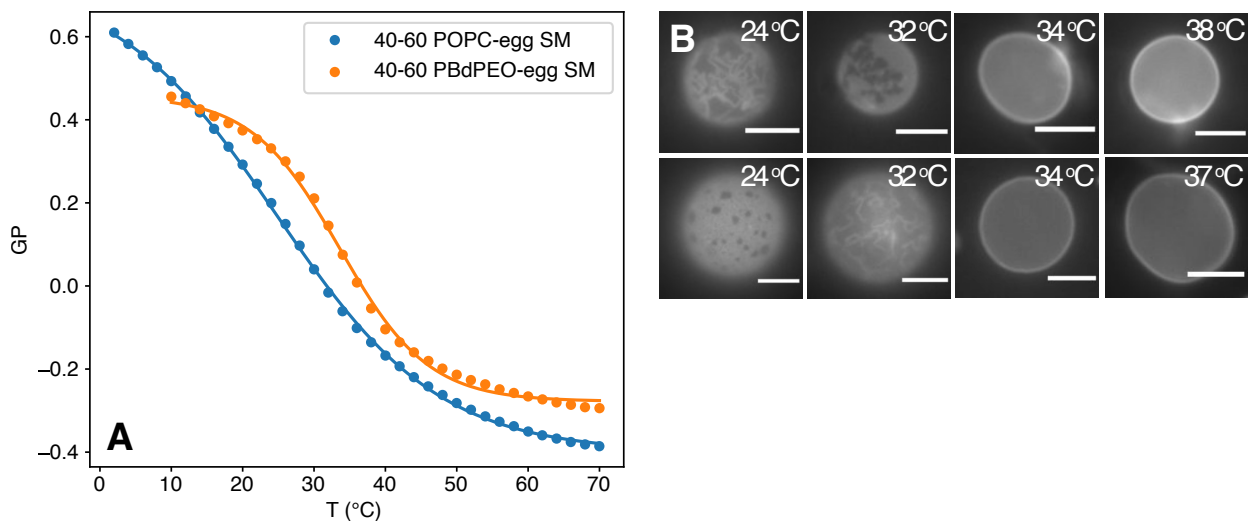 0.6
0.4
0.2
0.0
−0.2
−0.4
GP
40-60 POPC-egg SM
40-60 PBdPEO-egg SM
A
0 10 20 30 40 50 60 70
T (°C)
B
24°C 32°C 34°C 38°C
24°C 32°C 34°C 37°C